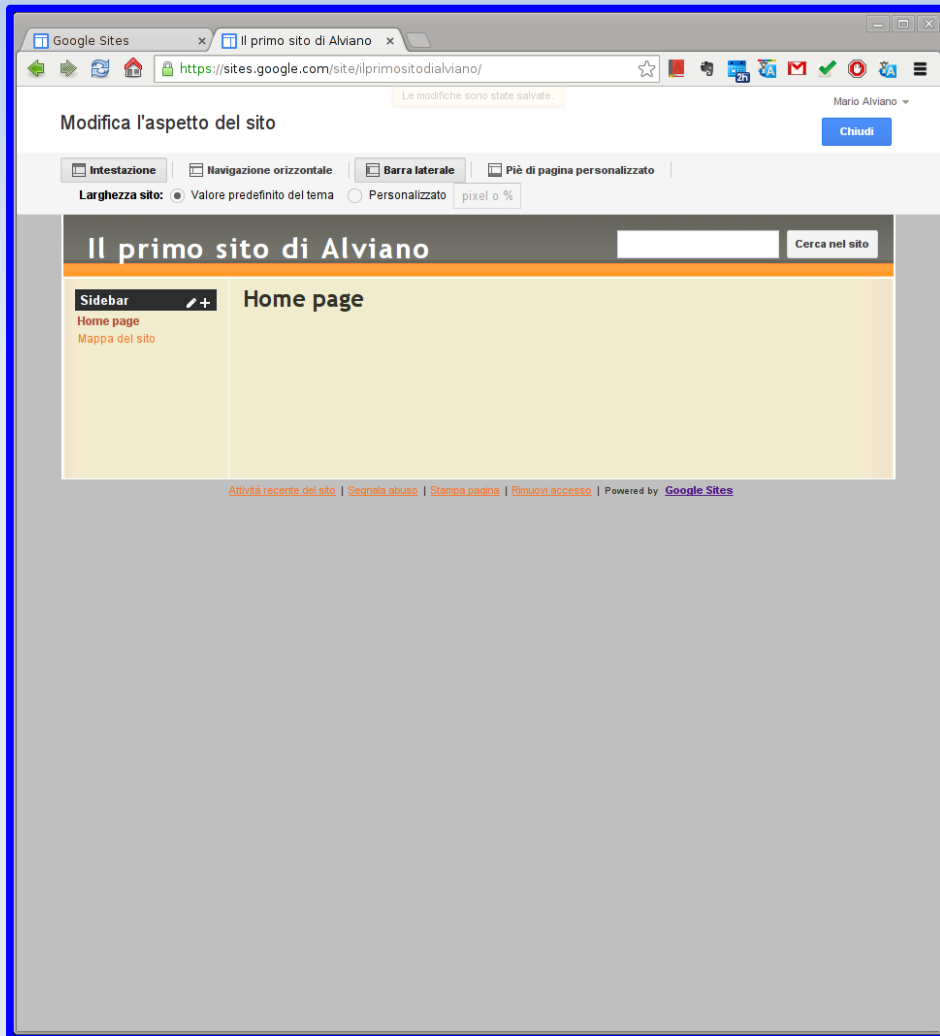 Google Sites
Il primo sito di Alviano
https://sites.google.com/site/ilprimositodialviano/
2h
Le modifiche sono state salvate.
Mario Alviano
Modifica l'aspetto del sito
Chiudi
Intestazione Navigazione orizzontale Barra laterale Piè di pagina personalizzato
Larghezza sito: Valore predefinito del tema Personalizzato pixel o %
Il primo sito di Alviano
Cerca nel sito
Sidebar
Home page
Home page
Mappa del sito
Attività recente del sito | Segnala abuso | Stampa pagina | Rimuovi accesso | Powered by Google Sites